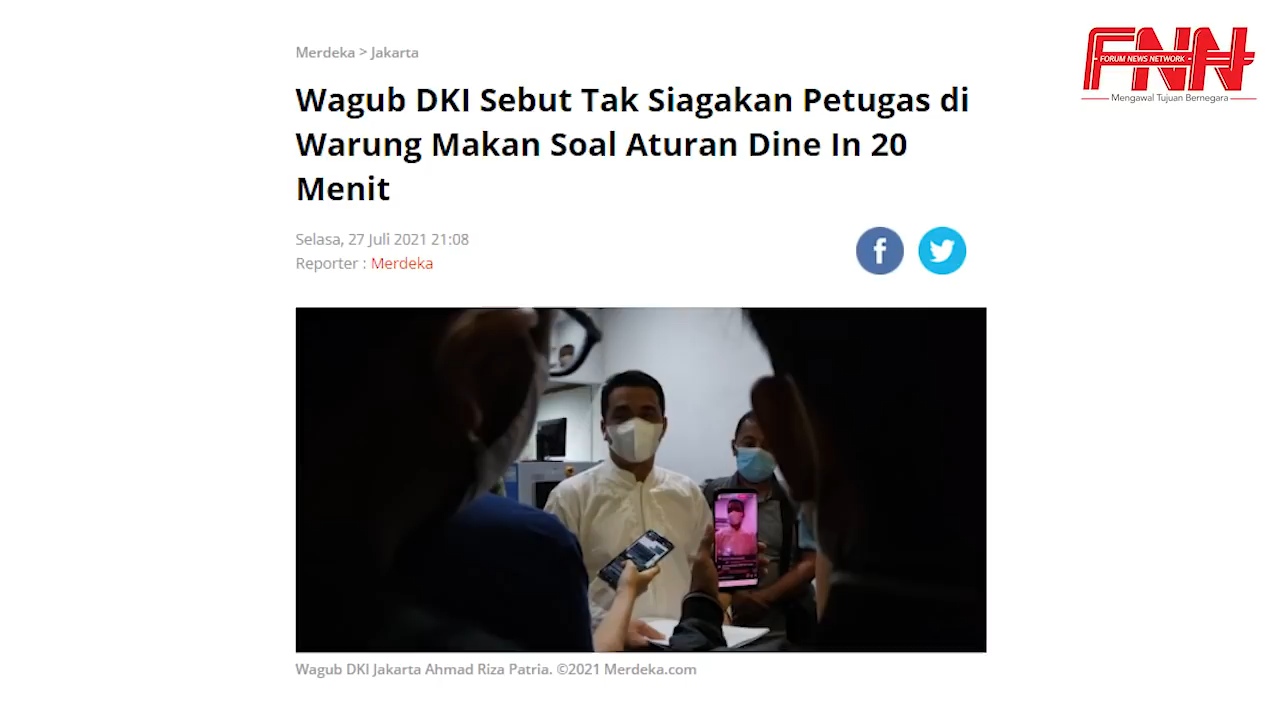 Merdeka > Jakarta
FNN
FORUM NEWS NETWORK
Mengawal Tujuan Bernegara
Wagub DKI Sebut Tak Siagakan Petugas di
Warung Makan Soal Aturan Dine In 20
Menit
Selasa, 27 Juli 2021 21:08
Reporter : Merdeka
Wagub DKI Jakarta Ahmad Riza Patria. ©2021 Merdeka.com